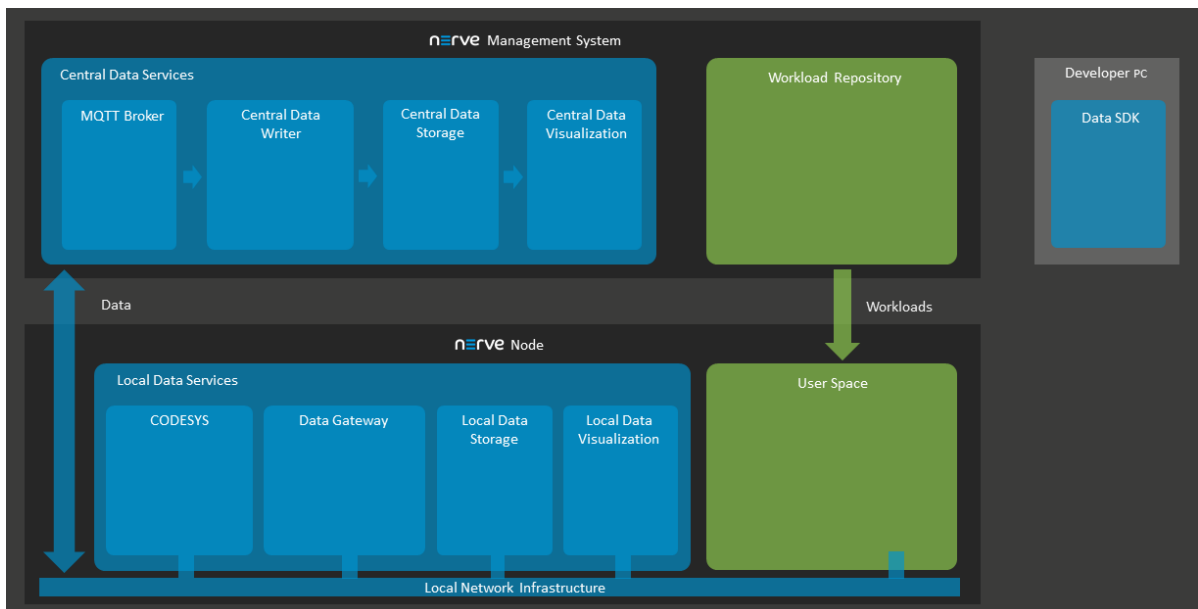 nerve Management System
Central Data Services
MQTT Broker
Central Data
Writer
Central Data
Storage
Central Data
Visualization
Workload Repository
Developer PC
Data SDK
Data
Workloads
nerve Node
Local Data Services
CODESYS
Data Gateway
Local Data
Storage
Local Data
Visualization
User Space
Local Network Infrastructure